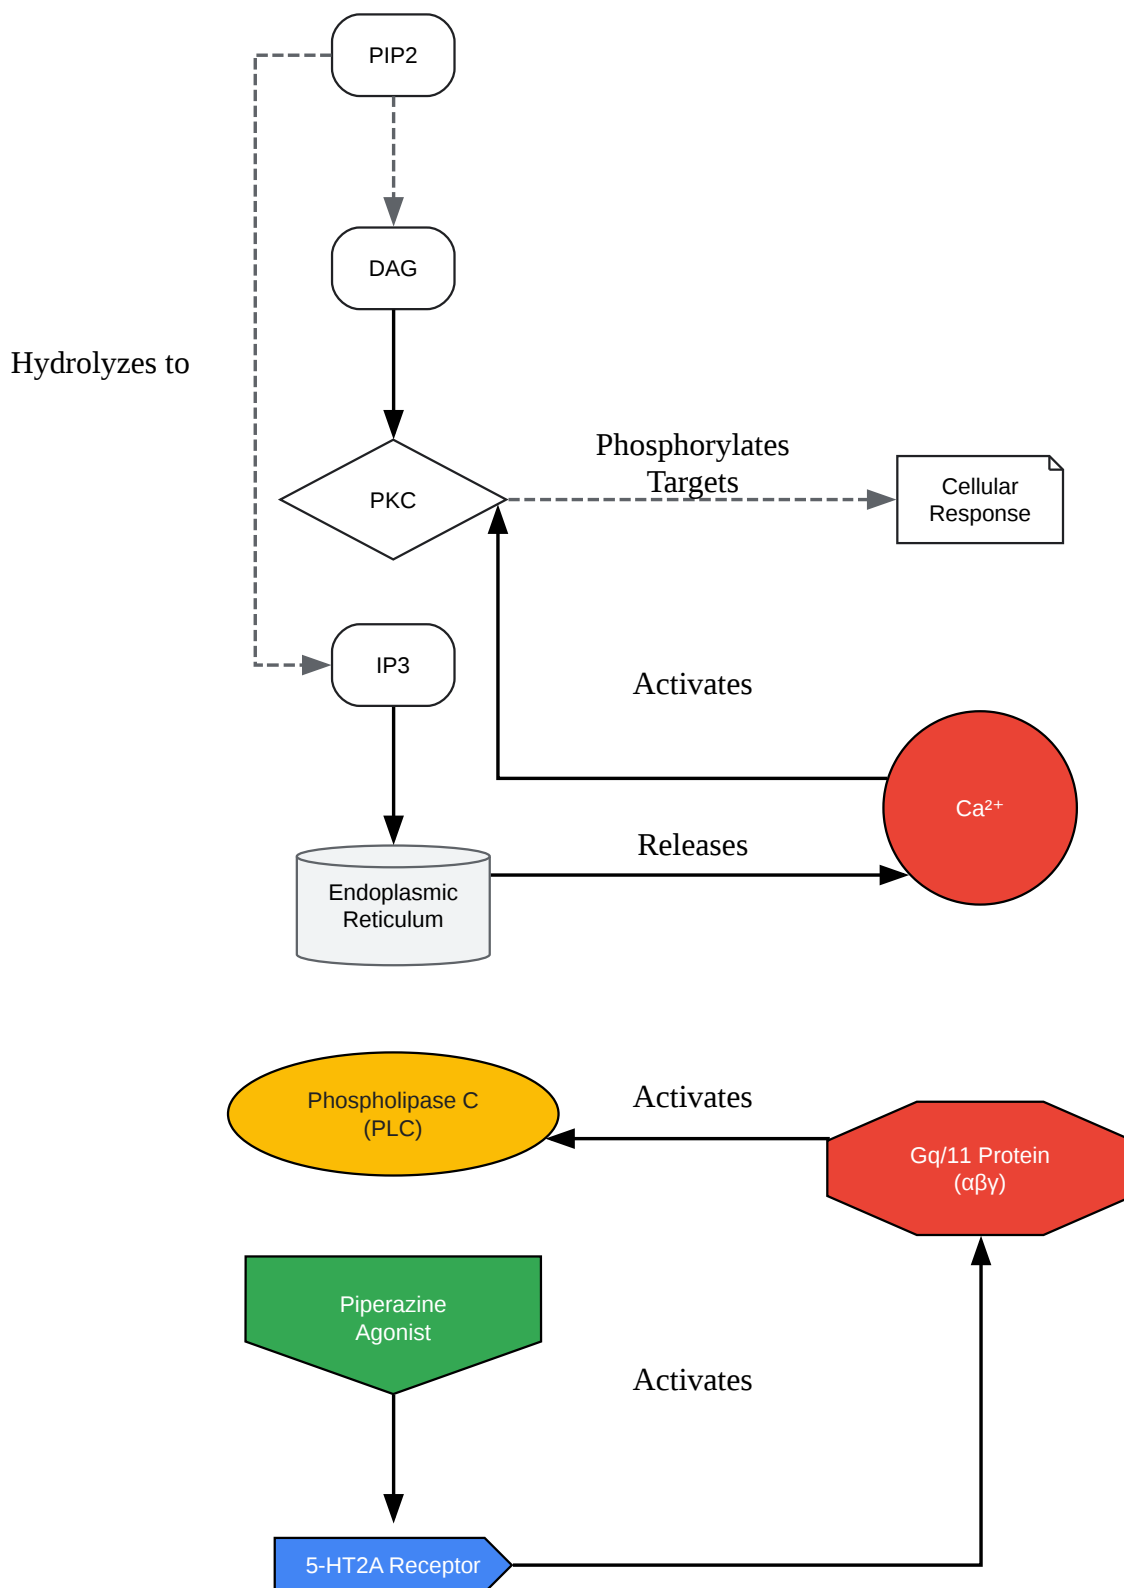 PIP2
DAG
Hydrolyzes to
Phosphorylates
Targets
PKC
Cellular
Response
IP3
Activates
Ca²⁺
Releases
Endoplasmic
Reticulum
Phospholipase C
(PLC)
Activates
Gq/11 Protein
(αβγ)
Piperazine
Agonist
Activates
5-HT2A Receptor